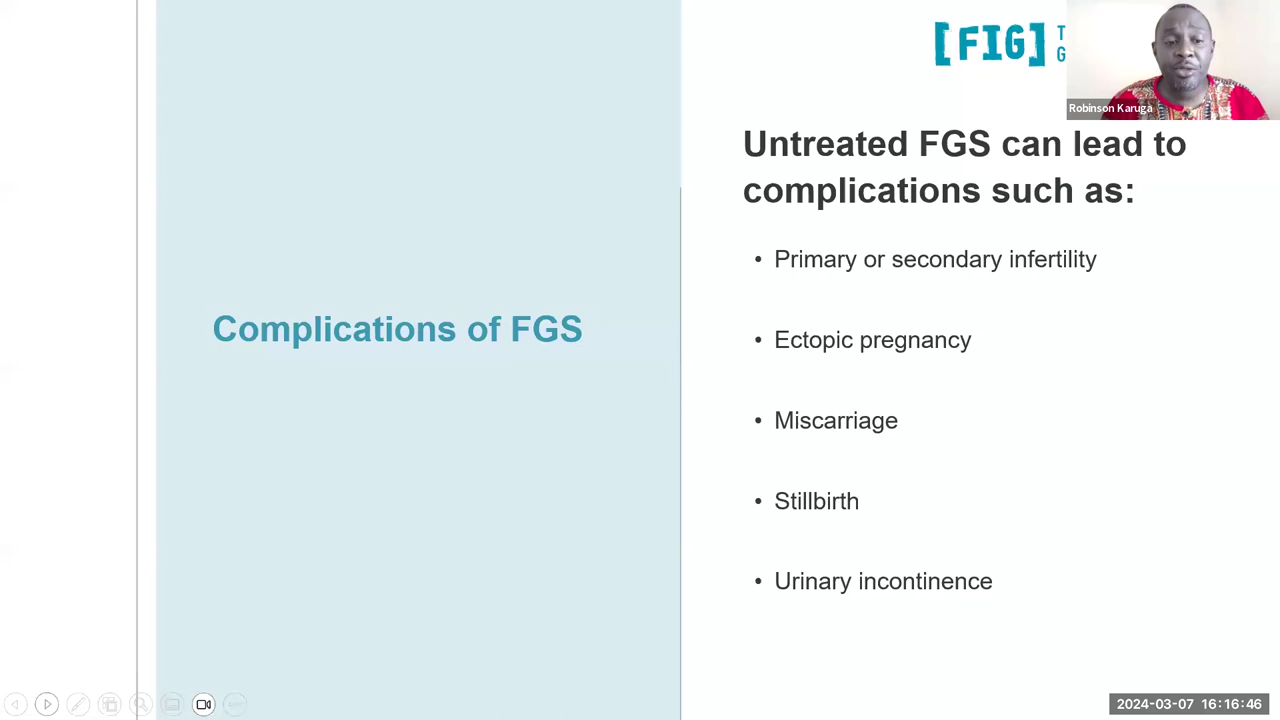 [FIG]
Robinson Karuga
Untreated FGS can lead to
complications such as:
• Primary or secondary infertility
Complications of FGS
• Ectopic pregnancy
• Miscarriage
• Stillbirth
• Urinary incontinence
2024-03-07 16:16:46